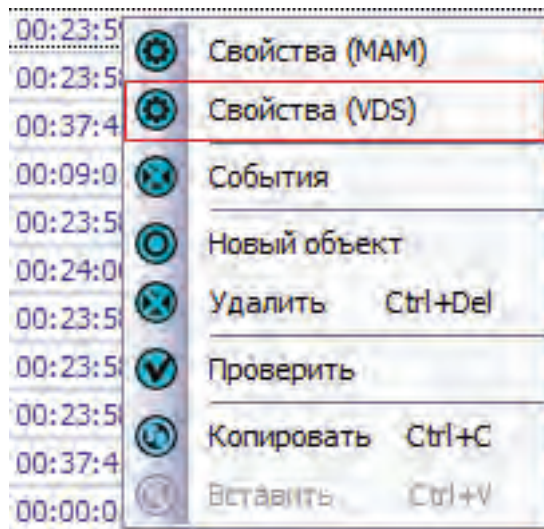 00:23:5
Свойства (MAM)
00:23:5
Свойства (VDS)
00:37:4
00:09:0
События
00:23:5
Новый объект
00:24:0
Удалить Ctrl+Del
00:23:5
00:23:5
Проверить
00:23:5
Копировать Ctrl+C
00:37:4
Вставить Ctrl+V
00:00:0